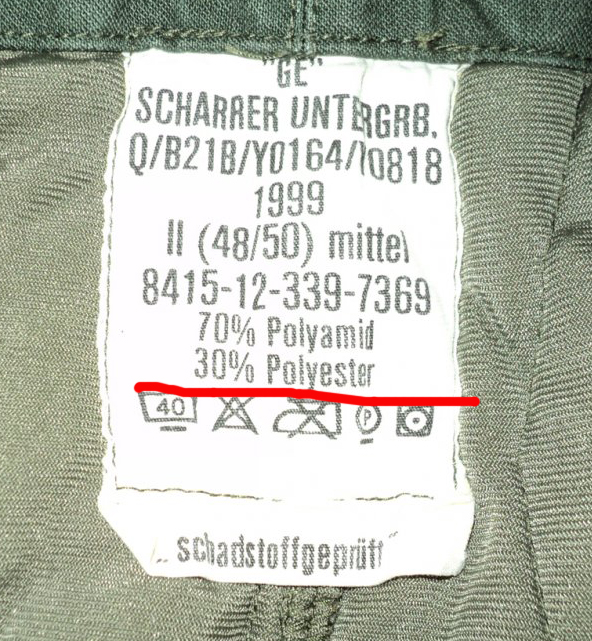 "GE"
SCHARRER UNTERGRB.
Q/B21B/Y0164/Y0818
1999
II (48/50) mittel
8415-12-339-7369
70% Polyamid
30% Polyester
40 P
„schadstoffgeprüft"